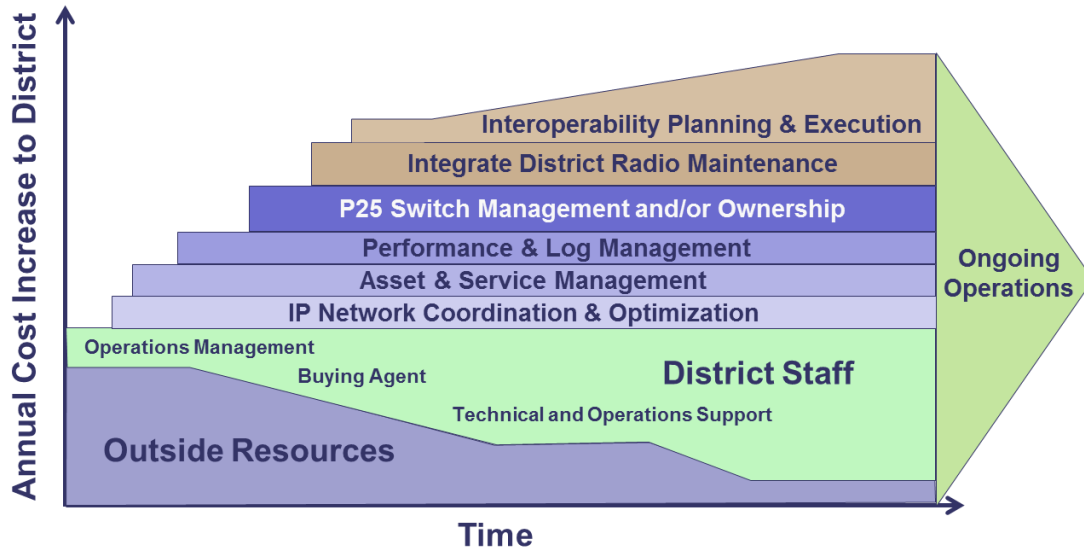 Annual Cost Increase to District
Interoperability Planning & Execution
Integrate District Radio Maintenance
P25 Switch Management and/or Ownership
Performance & Log Management
Asset & Service Management
IP Network Coordination & Optimization
Ongoing
Operations
Operations Management
Buying Agent
District Staff
Technical and Operations Support
Outside Resources
Time